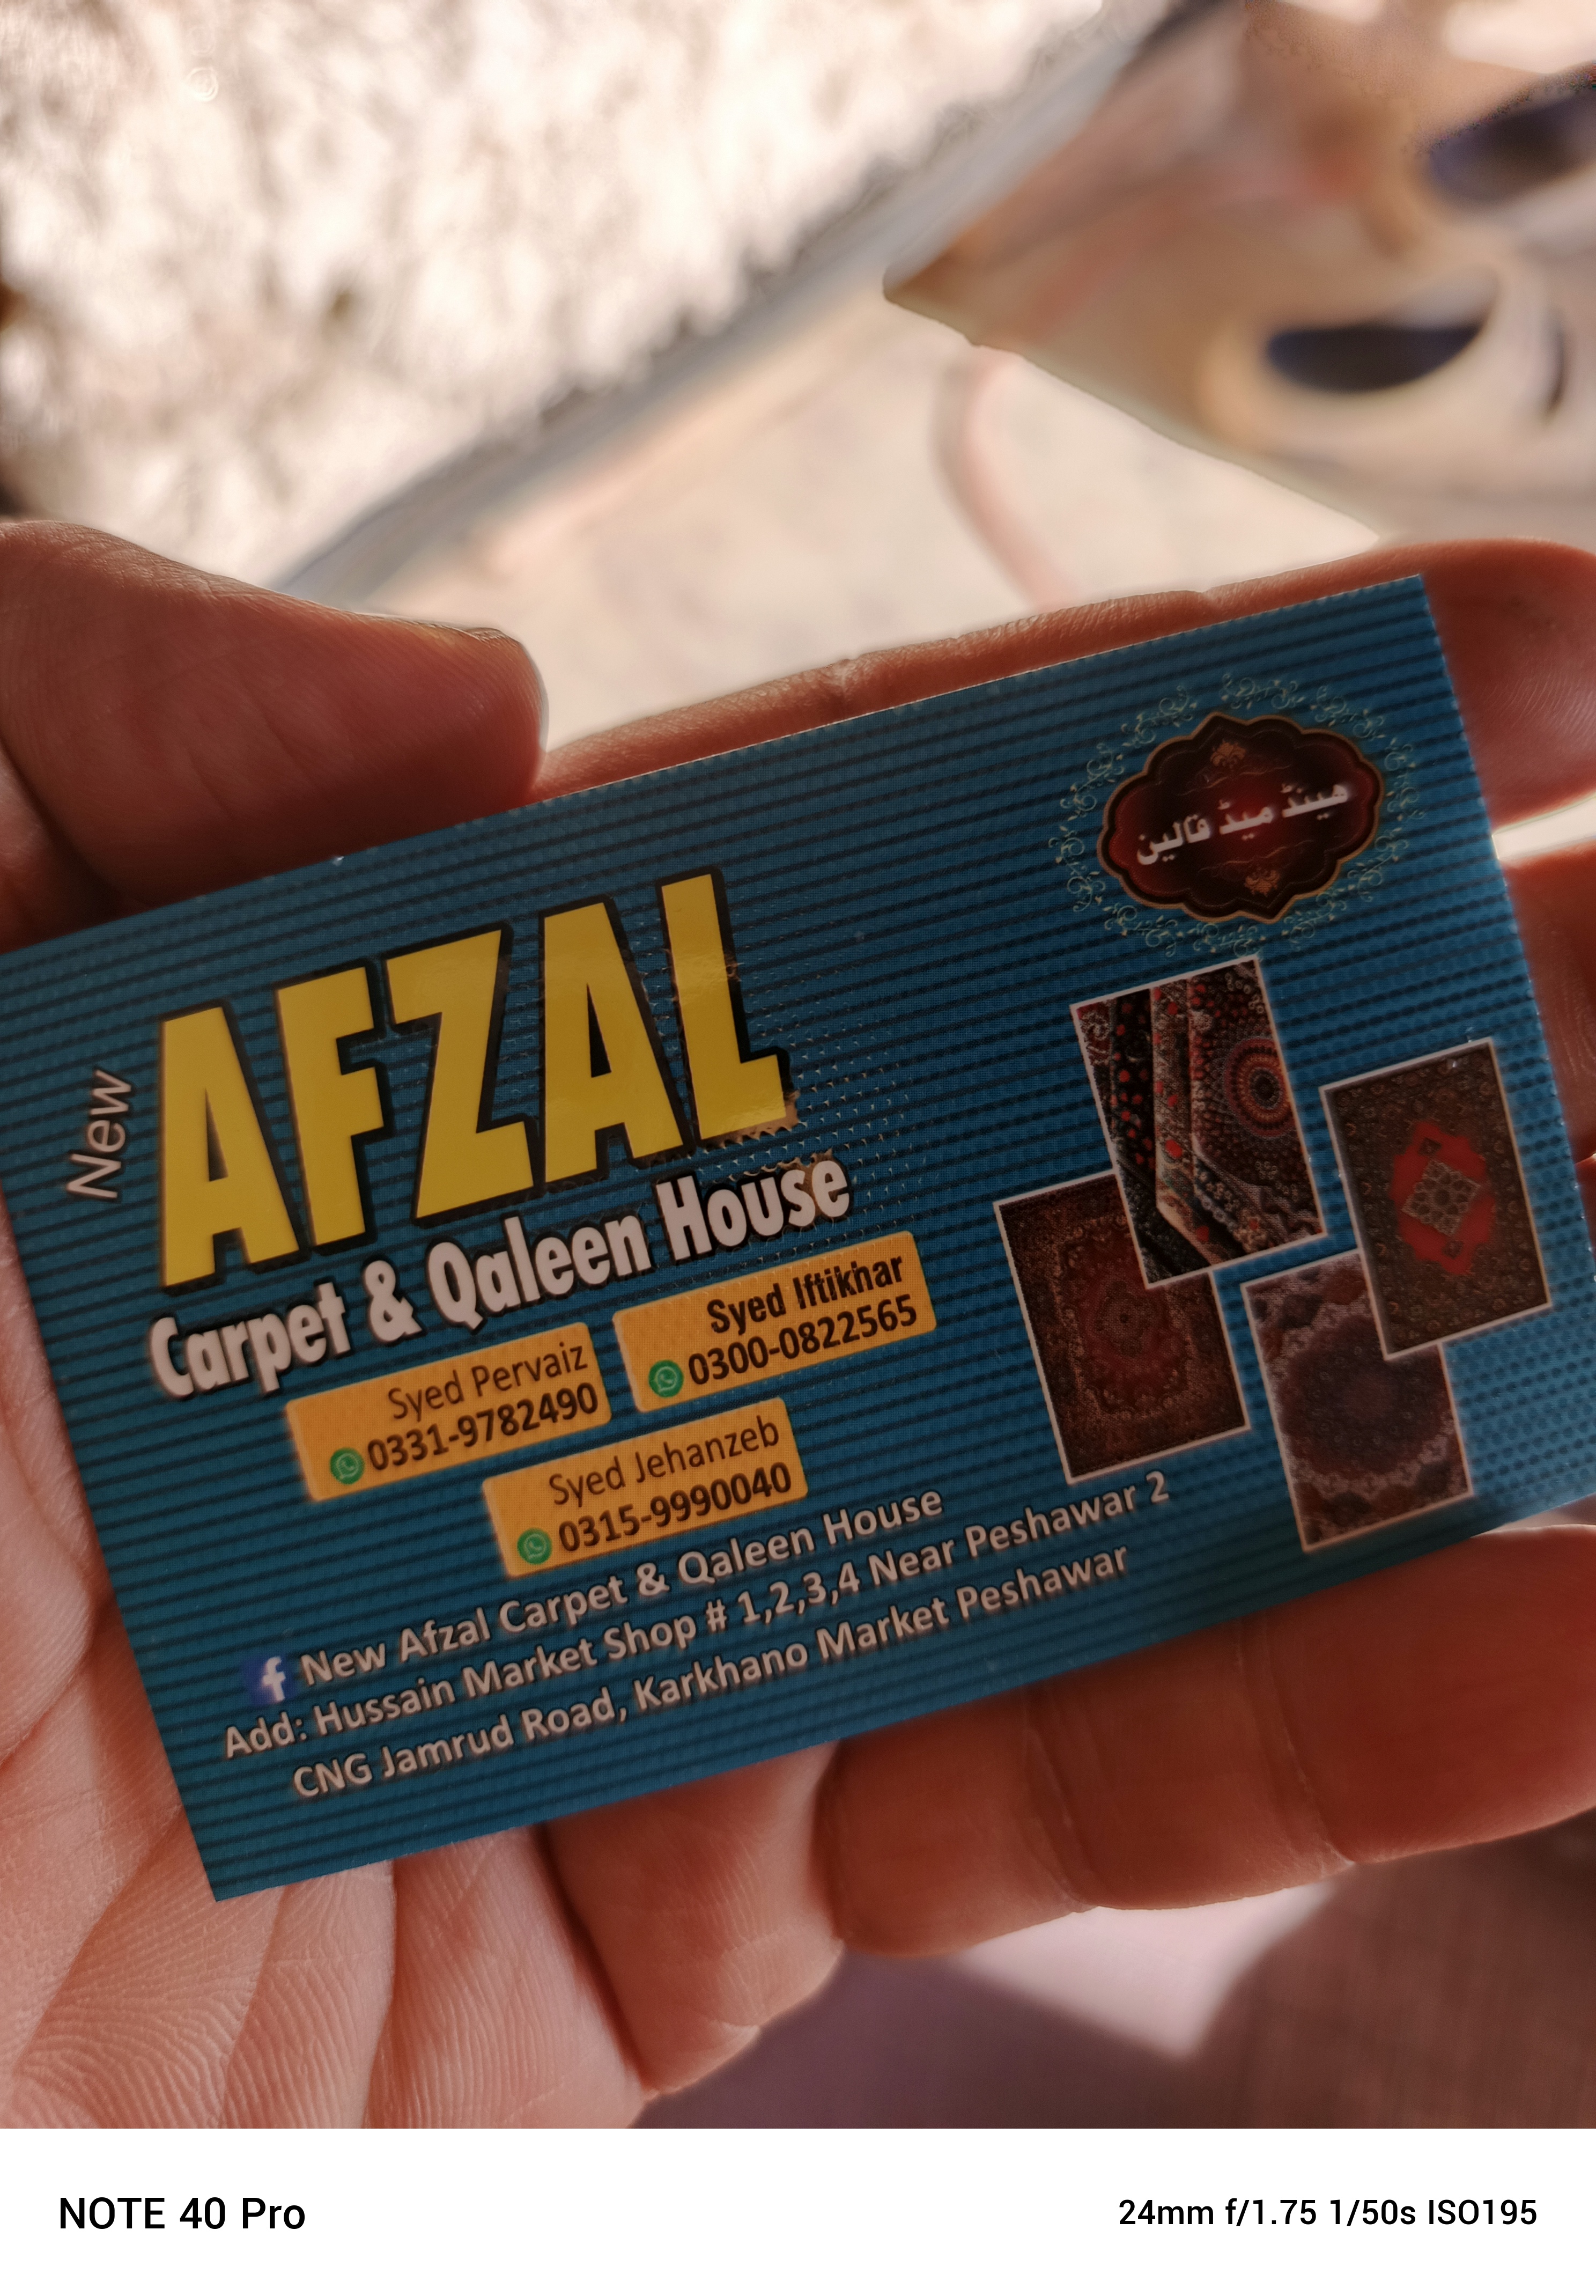 ھینڈ میڈ قالین
New
AFZAL
Carpet & Qaleen House
Syed Iftikhar
0300-0822565
Syed Pervaiz
0331-9782490
Syed Jehanzeb
0315-9990040
f New Afzal Carpet & Qaleen House
Add: Hussain Market Shop # 1,2,3,4 Near Peshawar 2
CNG Jamrud Road, Karkhano Market Peshawar
NOTE 40 Pro
24mm f/1.75 1/50s ISO195